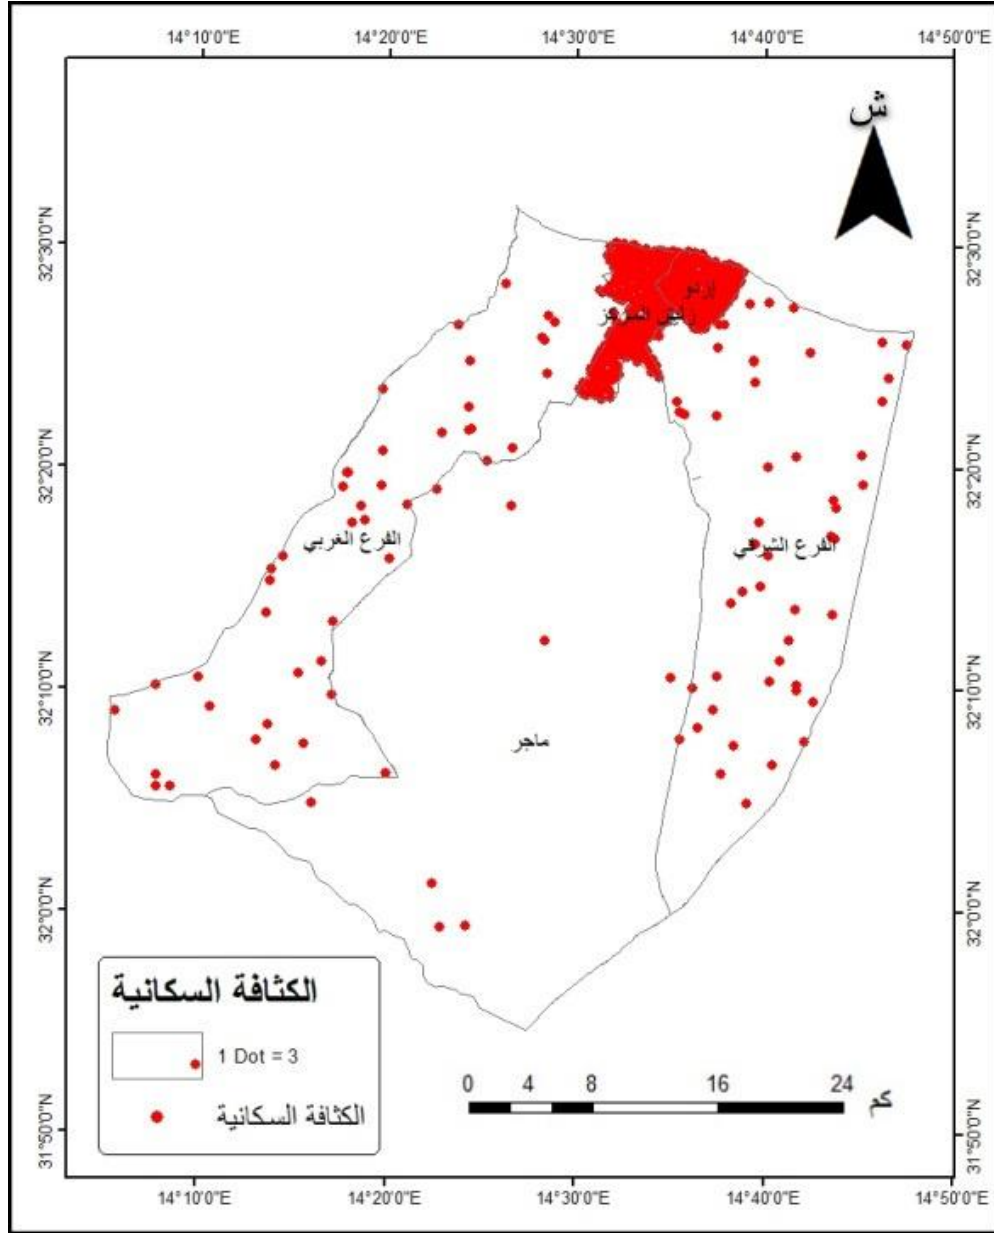 14°10'0"E 14°20'0"E 14°30'0"E 14°40'0"E 14°50'0"E
ش
32°30'0"N 32°30'0"N
ازدو
زليتن المركز
32°20'0"N 32°20'0"N
الفرع الغربي
الفرع الشرقي
32°10'0"N 32°10'0"N
ماجر
32°0'0"N 32°0'0"N
الكثافة السكانية
1 Dot = 3
الكثافة السكانية
0 4 8 16 24
كم
31°50'0"N 31°50'0"N
14°10'0"E 14°20'0"E 14°30'0"E 14°40'0"E 14°50'0"E